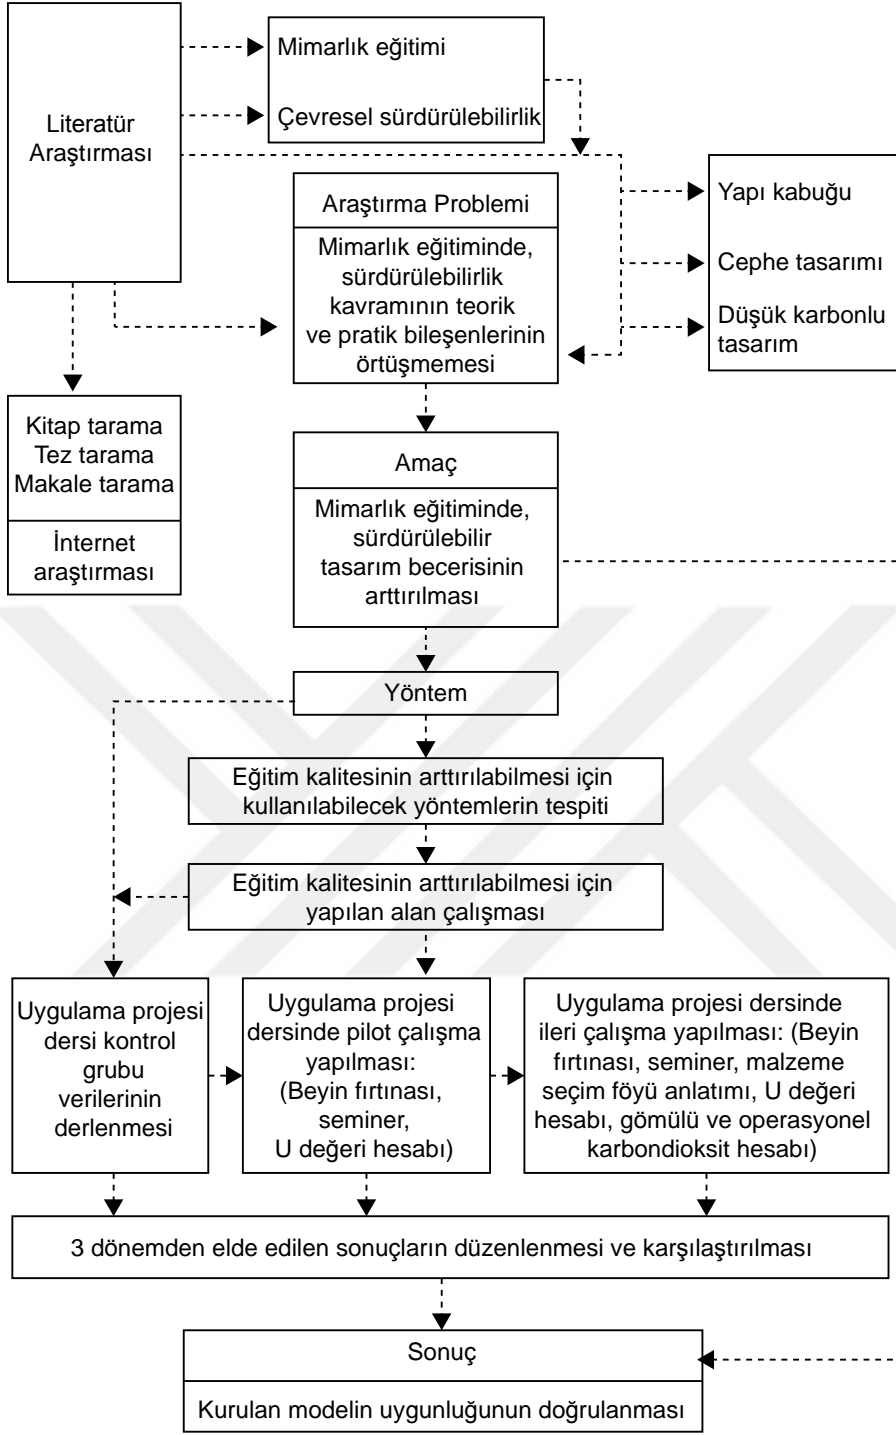 Literatür
Araştırması
Mimarlık eğitimi
Çevresel sürdürülebilirlik
Yapı kabuğu
Cephe tasarımı
Düşük karbonlu
tasarım
Araştırma Problemi
Mimarlık eğitiminde,
sürdürülebilirlik
kavramının teorik
ve pratik bileşenlerinin
örtüşmemesi
Kitap tarama
Tez tarama
Makale tarama
İnternet
araştırması
Amaç
Mimarlık eğitiminde,
sürdürülebilir
tasarım becerisinin
arttırılması
Yöntem
Eğitim kalitesinin arttırılabilmesi için
kullanılabilecek yöntemlerin tespiti
Eğitim kalitesinin arttırılabilmesi için
yapılan alan çalışması
Uygulama projesi
dersi kontrol
grubu
verilerinin
derlenmesi
Uygulama projesi
dersinde pilot çalışma
yapılması:
(Beyin fırtınası,
seminer,
U değeri hesabı)
Uygulama projesi dersinde
ileri çalışma yapılması: (Beyin
fırtınası, seminer, malzeme
seçim föyü anlatımı, U değeri
hesabı, gömülü ve operasyonel
karbondioksit hesabı)
3 dönemden elde edilen sonuçların düzenlenmesi ve karşılaştırılması
Sonuç
Kurulan modelin uygunluğunun doğrulanması